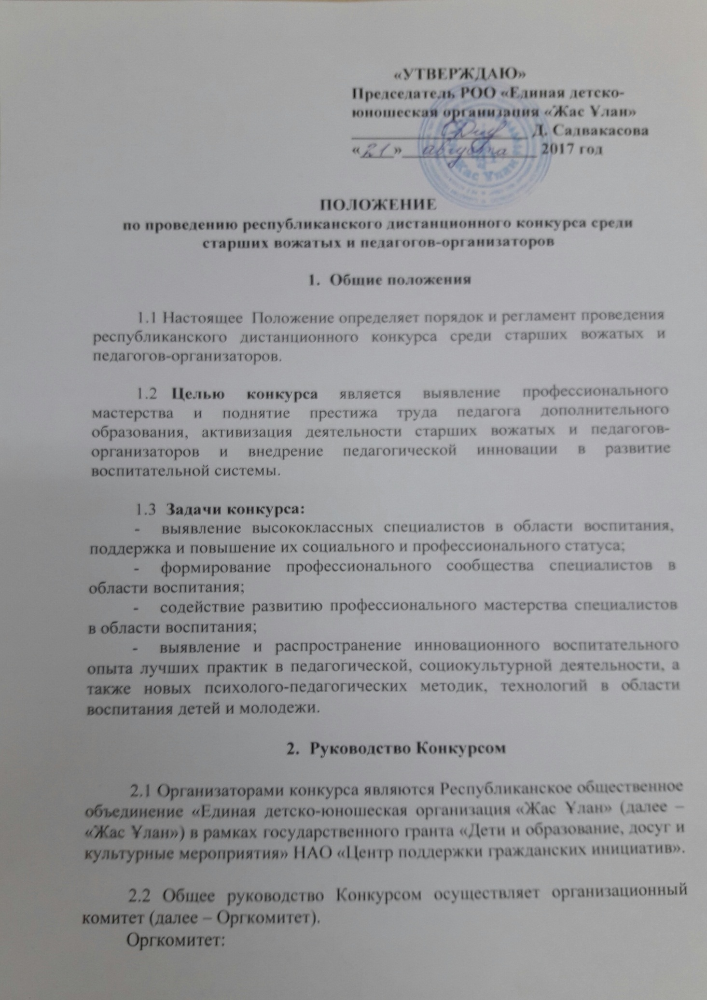 «УТВЕРЖДАЮ»
Председатель РОО «Единая детско-
юношеская организация «Жас Ұлан»
____________________ Д. Садвакасова
«21» августа 2017 год
Жас Ұлан
ПОЛОЖЕНИЕ
по проведению республиканского дистанционного конкурса среди
старших вожатых и педагогов-организаторов
1. Общие положения
1.1 Настоящее Положение определяет порядок и регламент проведения
республиканского дистанционного конкурса среди старших вожатых и
педагогов-организаторов.
1.2 Целью конкурса является выявление профессионального
мастерства и поднятие престижа труда педагога дополнительного
образования, активизация деятельности старших вожатых и педагогов-
организаторов и внедрение педагогической инновации в развитие
воспитательной системы.
1.3 Задачи конкурса:
- выявление высококлассных специалистов в области воспитания,
поддержка и повышение их социального и профессионального статуса;
- формирование профессионального сообщества специалистов в
области воспитания;
- содействие развитию профессионального мастерства специалистов
в области воспитания;
- выявление и распространение инновационного воспитательного
опыта лучших практик в педагогической, социокультурной деятельности, а
также новых психолого-педагогических методик, технологий в области
воспитания детей и молодежи.
2. Руководство Конкурсом
2.1 Организаторами конкурса являются Республиканское общественное
объединение «Единая детско-юношеская организация «Жас Ұлан» (далее –
«Жас Ұлан») в рамках государственного гранта «Дети и образование, досуг и
культурные мероприятия» НАО «Центр поддержки гражданских инициатив».
2.2 Общее руководство Конкурсом осуществляет организационный
комитет (далее – Оргкомитет).
Оргкомитет: